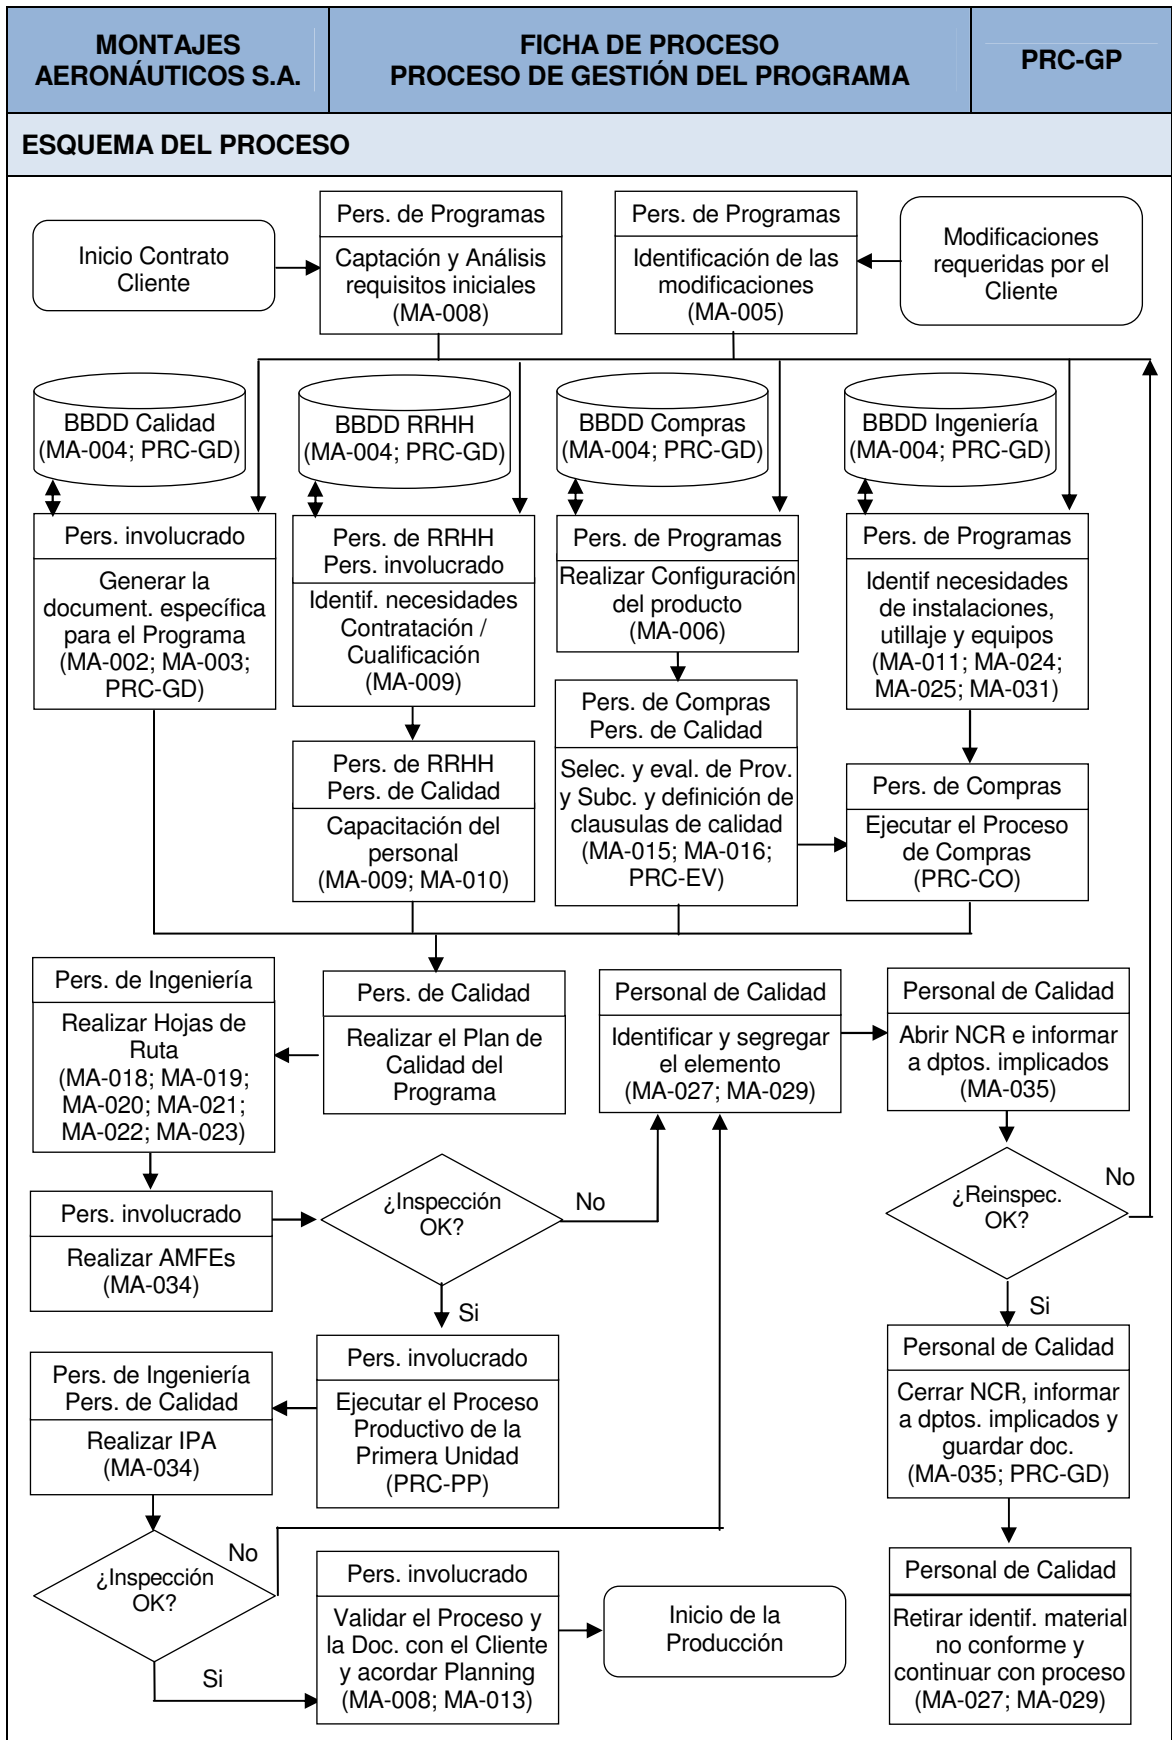 MONTAJES
AERONÁUTICOS S.A.
FICHA DE PROCESO
PROCESO DE GESTIÓN DEL PROGRAMA
PRC-GP
ESQUEMA DEL PROCESO
Inicio Contrato
Cliente
Pers. de Programas
Captación y Análisis
requisitos iniciales
(MA-008)
Pers. de Programas
Identificación de las
modificaciones
(MA-005)
Modificaciones
requeridas por el
Cliente
BBDD Calidad
(MA-004; PRC-GD)
BBDD RRHH
(MA-004; PRC-GD)
BBDD Compras
(MA-004; PRC-GD)
BBDD Ingeniería
(MA-004; PRC-GD)
Pers. involucrado
Generar la
document. específica
para el Programa
(MA-002; MA-003;
PRC-GD)
Pers. de RRHH
Pers. involucrado
Identif. necesidades
Contratación /
Cualificación
(MA-009)
Pers. de Programas
Realizar Configuración
del producto
(MA-006)
Pers. de Programas
Identif necesidades
de instalaciones,
utillaje y equipos
(MA-011; MA-024;
MA-025; MA-031)
Pers. de RRHH
Pers. de Calidad
Capacitación del
personal
(MA-009; MA-010)
Pers. de Compras
Pers. de Calidad
Selec. y eval. de Prov.
y Subc. y definición de
clausulas de calidad
(MA-015; MA-016;
PRC-EV)
Pers. de Compras
Ejecutar el Proceso
de Compras
(PRC-CO)
Pers. de Ingeniería
Realizar Hojas de
Ruta
(MA-018; MA-019;
MA-020; MA-021;
MA-022; MA-023)
Pers. de Calidad
Realizar el Plan de
Calidad del
Programa
Personal de Calidad
Identificar y segregar
el elemento
(MA-027; MA-029)
Personal de Calidad
Abrir NCR e informar
a dptos. implicados
(MA-035)
Pers. involucrado
Realizar AMFEs
(MA-034)
¿Inspección
OK?
No
Si
¿Reinspec.
OK?
No
Si
Pers. de Ingeniería
Pers. de Calidad
Realizar IPA
(MA-034)
Pers. involucrado
Ejecutar el Proceso
Productivo de la
Primera Unidad
(PRC-PP)
Personal de Calidad
Cerrar NCR, informar
a dptos. implicados y
guardar doc.
(MA-035; PRC-GD)
¿Inspección
OK?
No
Si
Pers. involucrado
Validar el Proceso y
la Doc. con el Cliente
y acordar Planning
(MA-008; MA-013)
Inicio de la
Producción
Personal de Calidad
Retirar identif. material
no conforme y
continuar con proceso
(MA-027; MA-029)